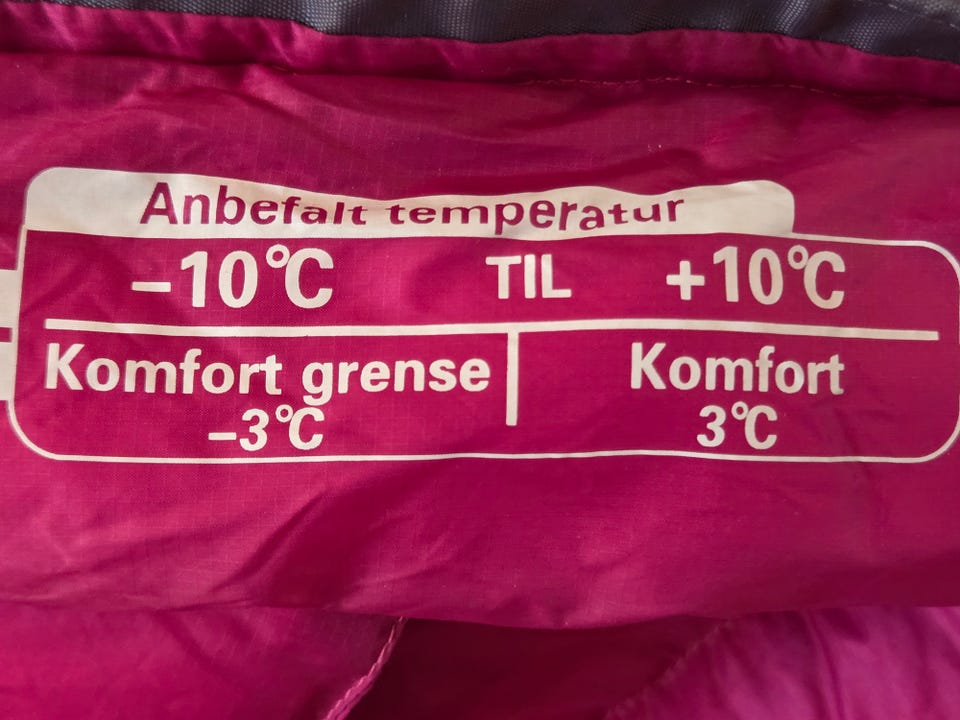 Anbefalt temperatur
–10°C TIL +10°C
Komfort grense Komfort
–3°C 3°C